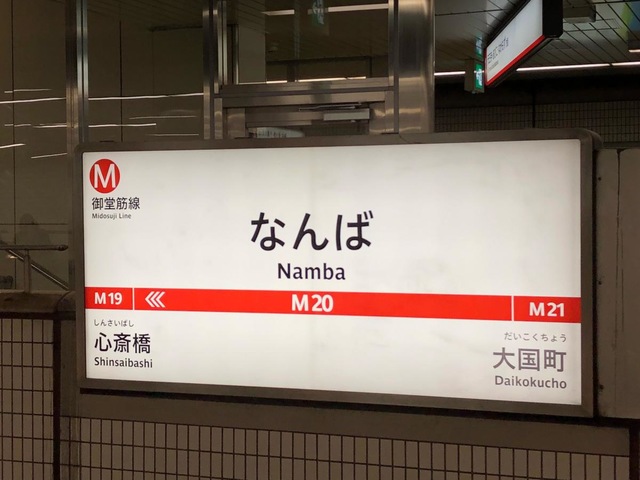 M
御堂筋線
Midosuji Line
なんば
Namba
M19
M20
M21
しんさいばし
心斎橋
Shinsaibashi
だいこくちょう
大国町
Daikokucho